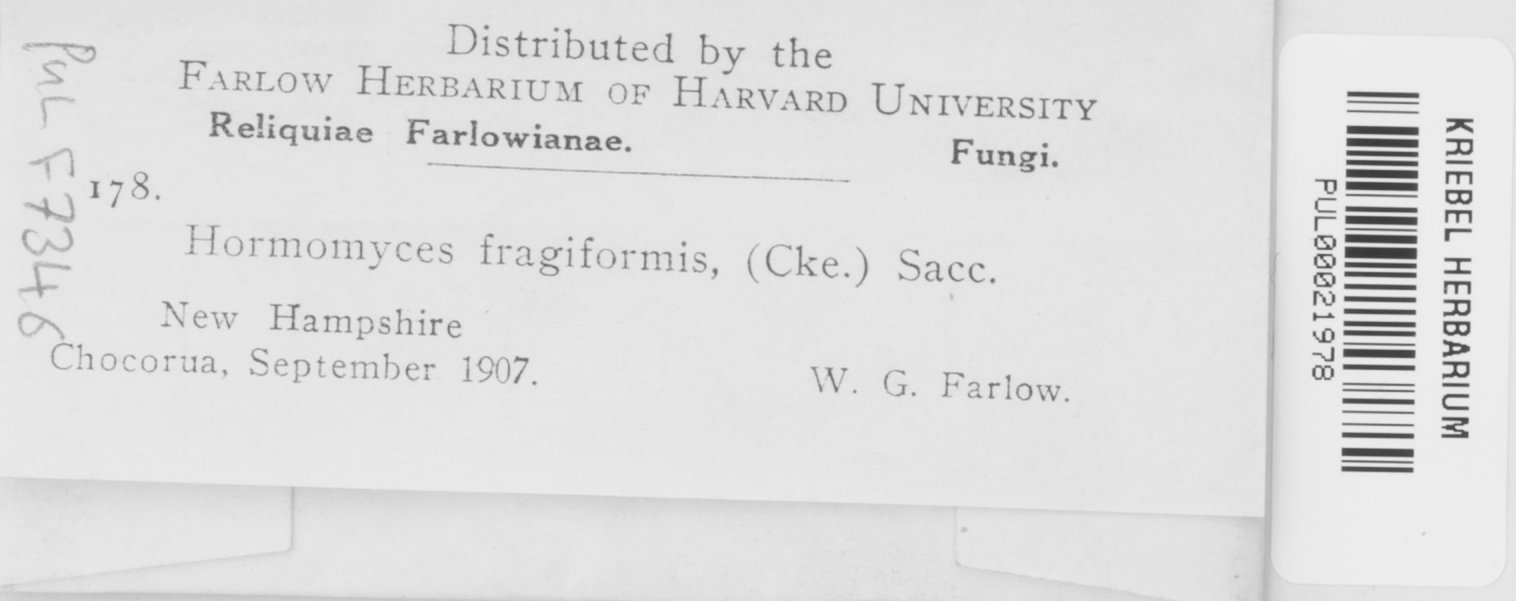 Distributed by the
FARLOW HERBARIUM OF HARVARD UNIVERSITY
Reliquiae Farlowianae. Fungi.
178.
Hormomyces fragiformis, (Cke.) Sacc.
New Hampshire
Chocorua, September 1907.
W. G. Farlow.
PUL F7346
KRIEBEL HERBARIUM
PUL00021978